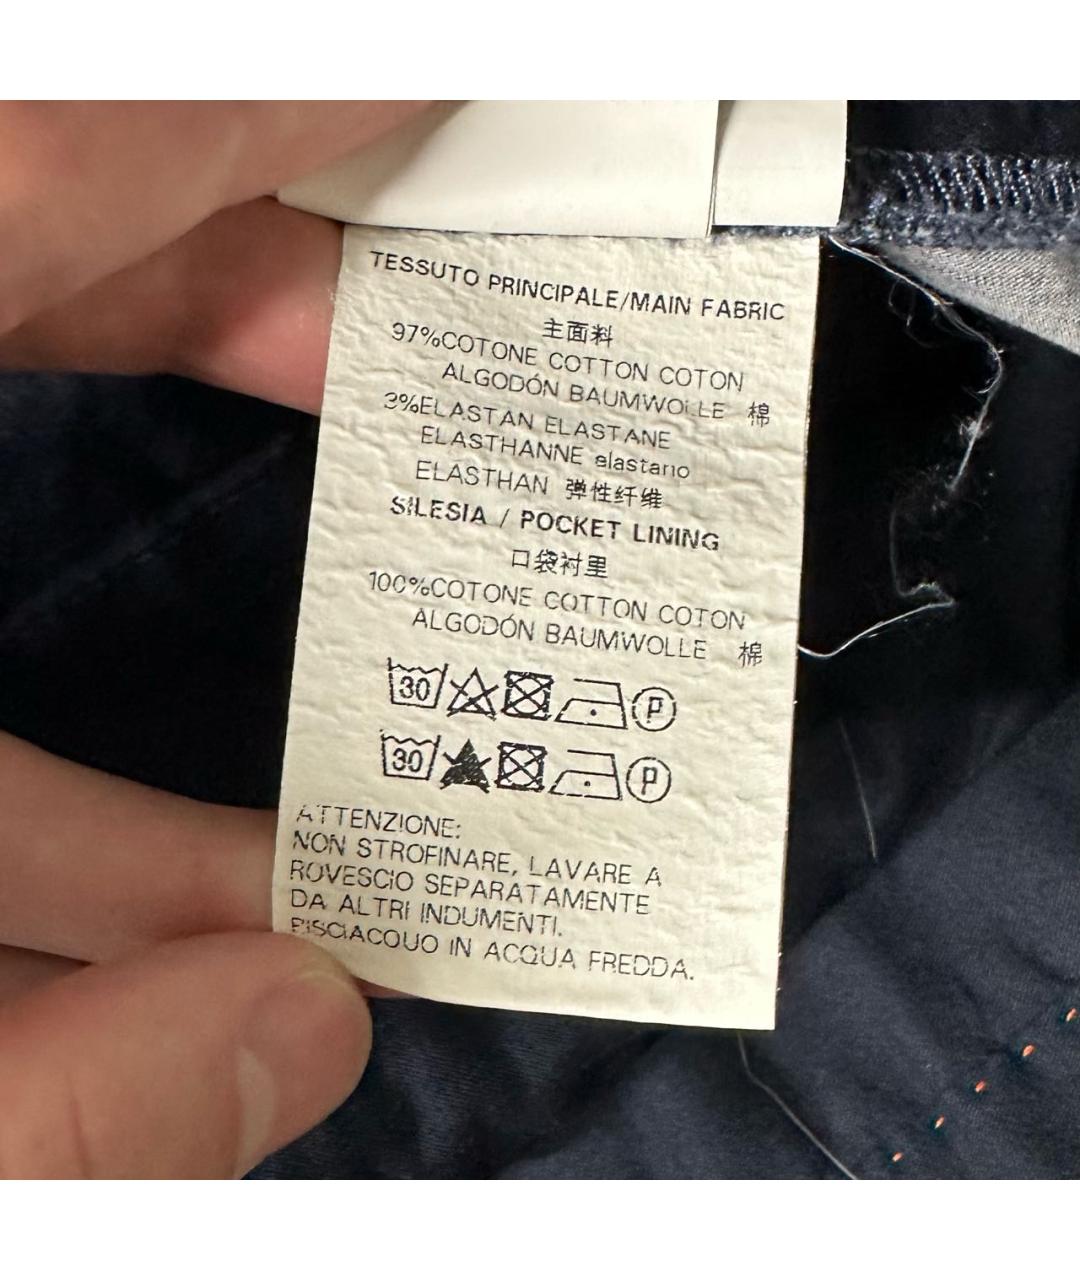 TESSUTO PRINCIPALE/MAIN FABRIC
主面料
97%COTONE COTTON COTON
ALGODÓN BAUMWOLLE 棉
3%ELASTAN ELASTANE
ELASTHANNE elastano
ELASTHAN 弹性纤维
SILESIA / POCKET LINING
口袋衬里
100%COTONE COTTON COTON
ALGODÓN BAUMWOLLE 棉
30 P
30 P
ATTENZIONE:
NON STROFINARE, LAVARE A
ROVESCIO SEPARATAMENTE
DA ALTRI INDUMENTI.
RISCIACQUO IN ACQUA FREDDA.